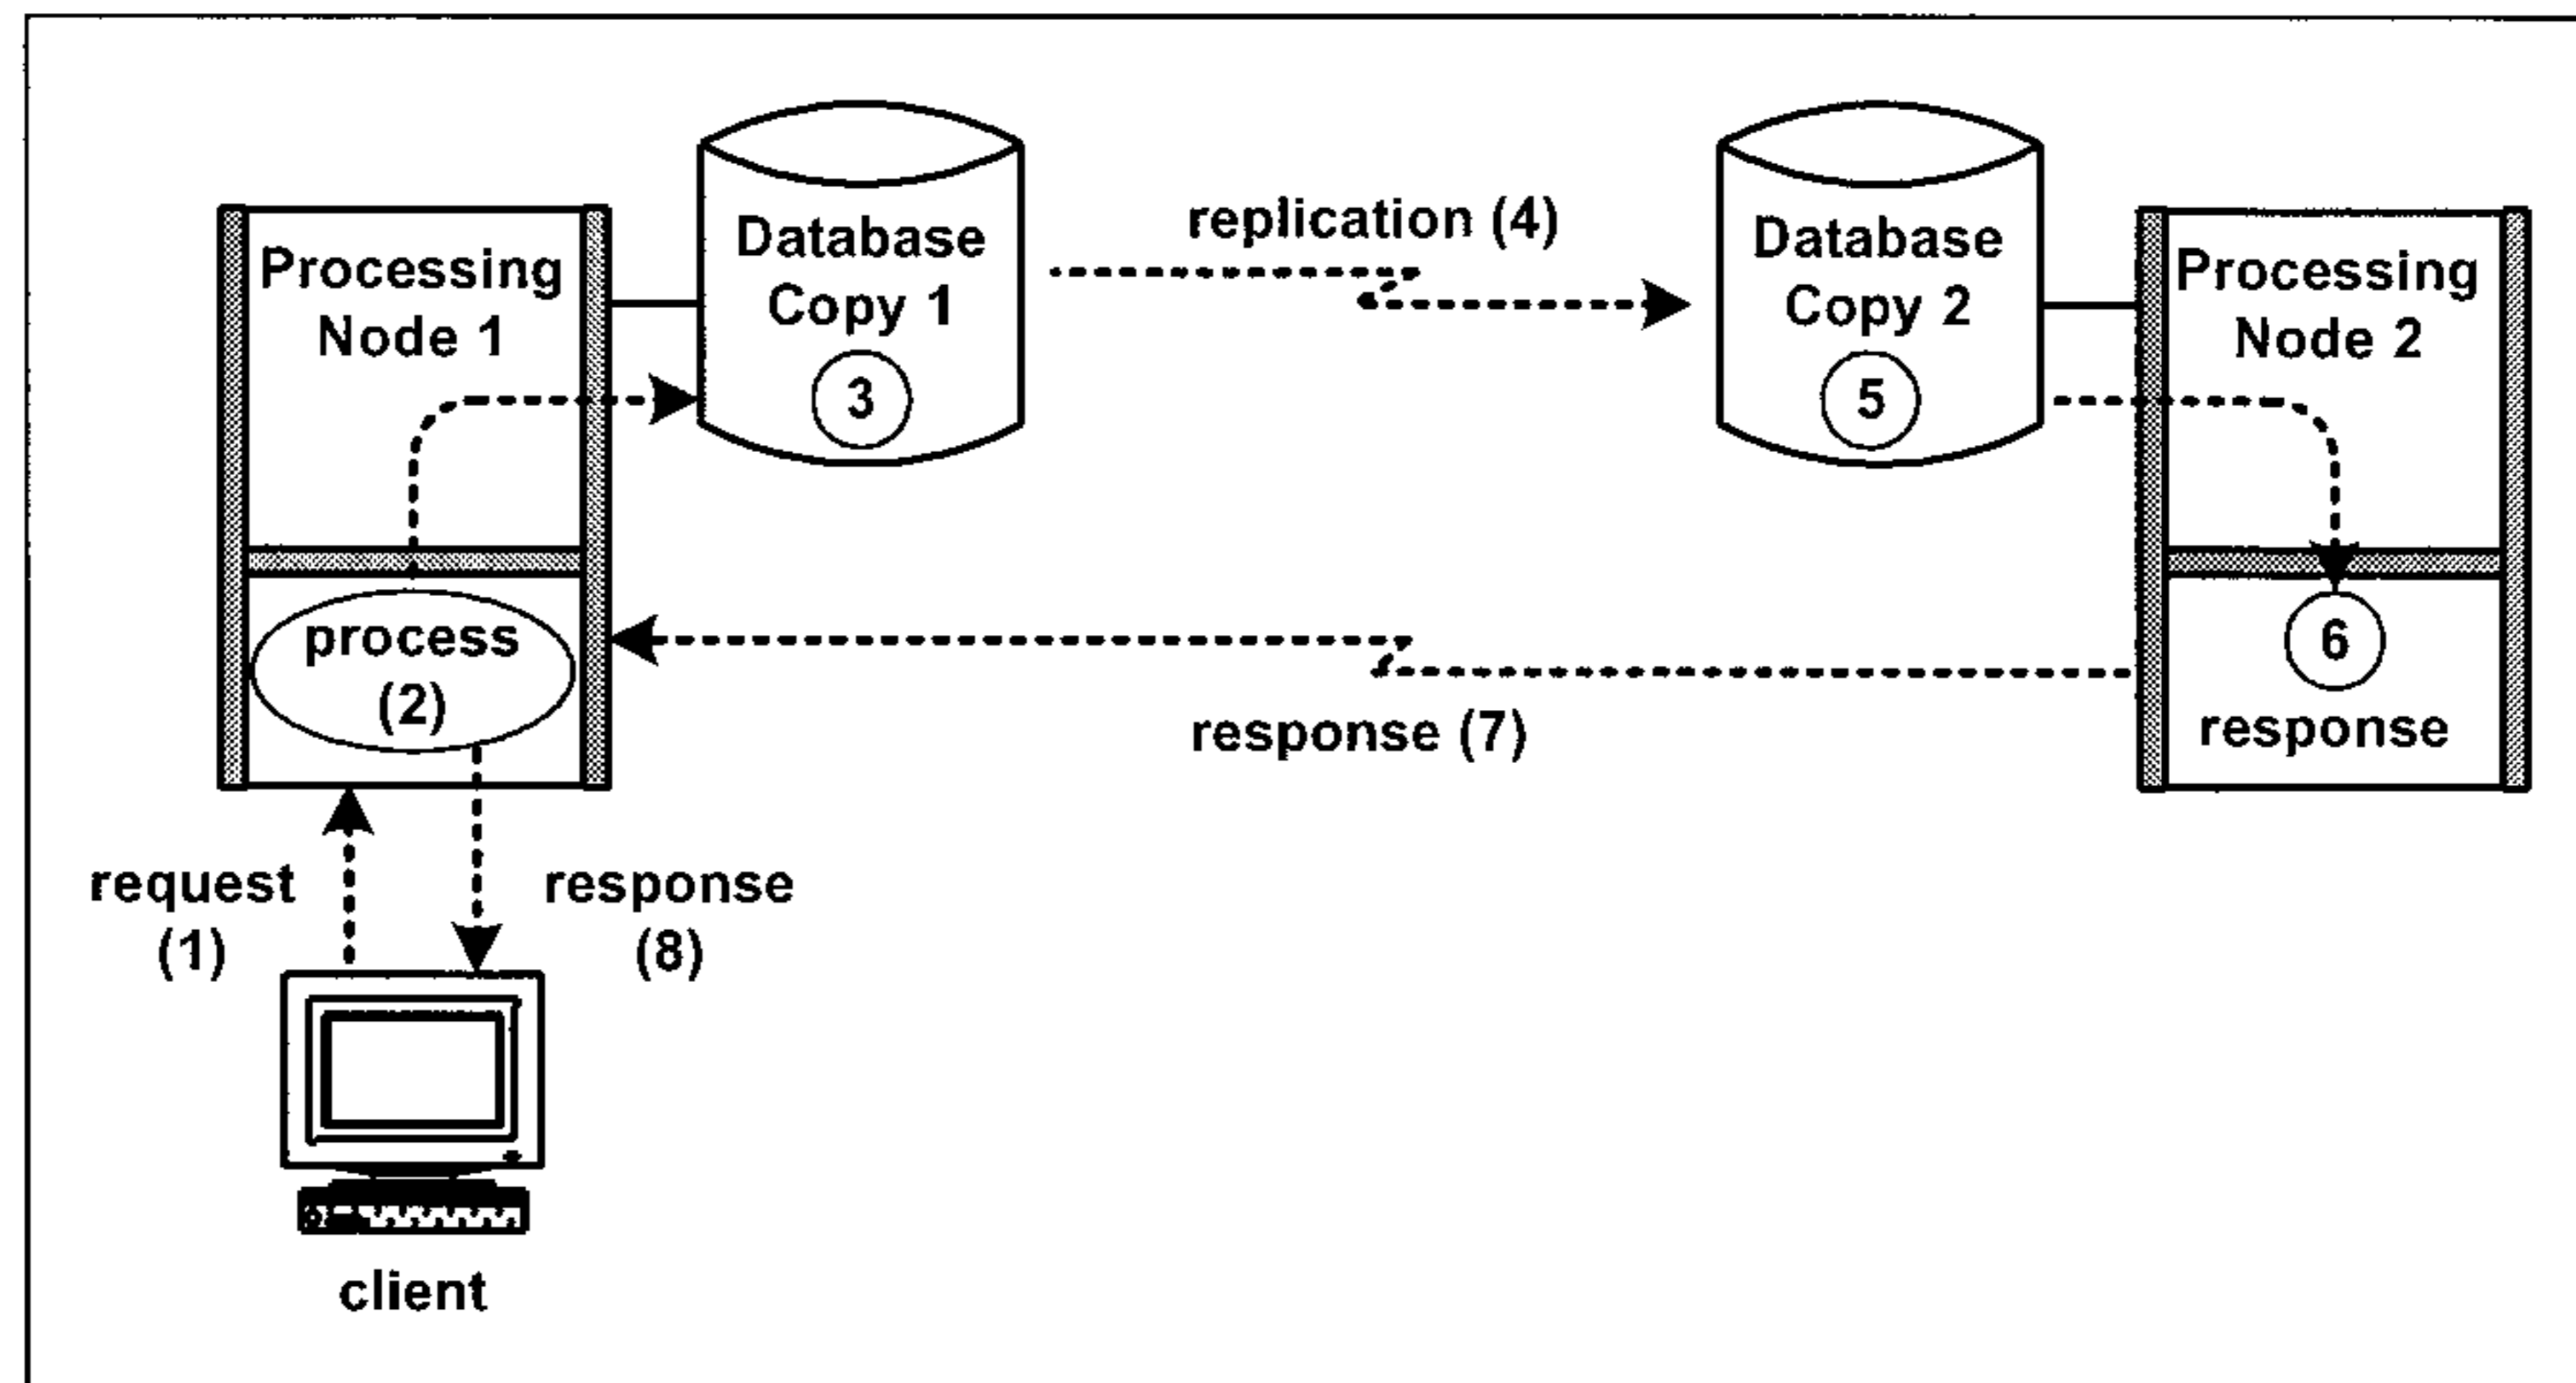 Processing
Node 1
Database
Copy 1
3
replication (4)
Database
Copy 2
5
Processing
Node 2
process
(2)
response (7)
6
response
request
(1)
response
(8)
client